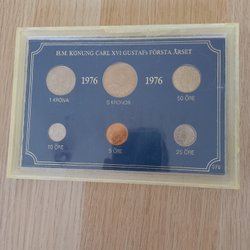 H.M. KONUNG CARL XVI GUSTAFs FÖRSTA ÅRSET
1976 1976
1 KRONA 5 KRONOR 50 ÖRE
10 ÖRE 5 ÖRE 25 ÖRE